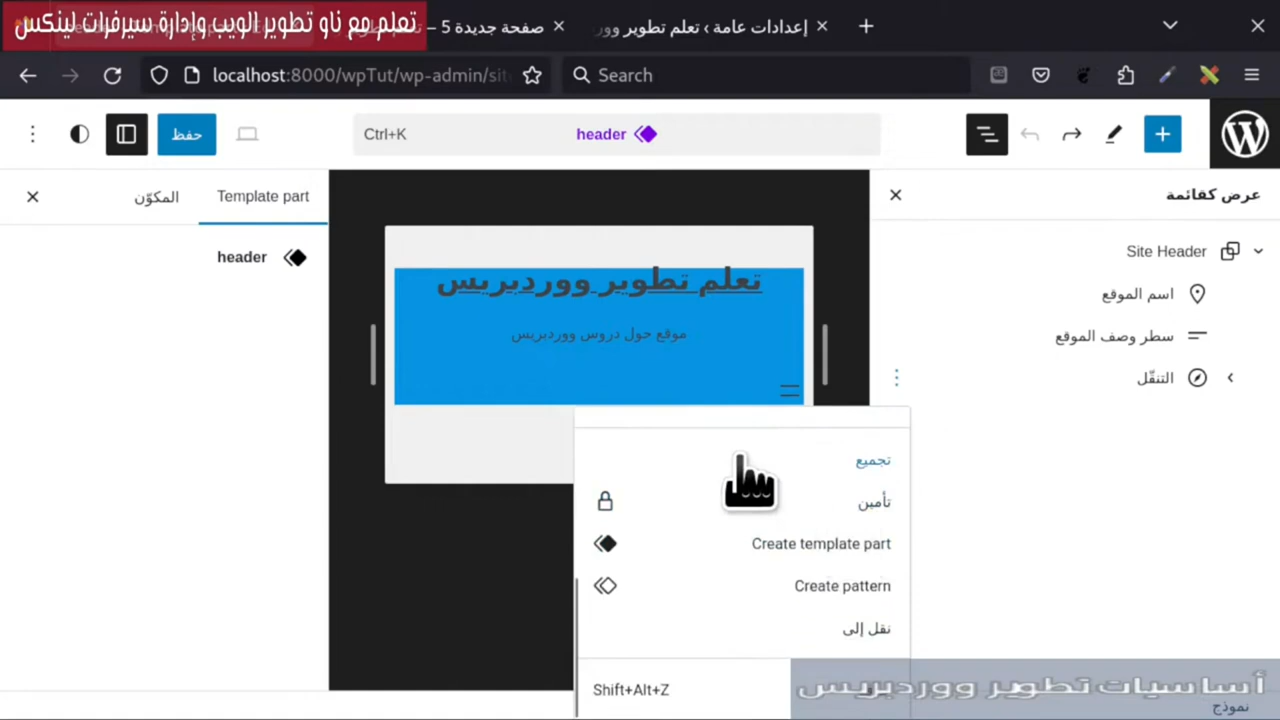 تعلم مع ناو تطوير الويب وإدارة سيرفرات لينكس
صفحة جديدة 5 –
إعدادات عامة ‹ تعلم تطوير وور
localhost:8000/wpTut/wp-admin/sit
Search
حفظ
Ctrl+K
header
المكوّن
Template part
header
عرض كقائمة
Site Header
اسم الموقع
سطر وصف الموقع
التنقّل
تعلم تطوير ووردبريس
موقع حول دروس ووردبريس
تجميع
تأمين
Create template part
Create pattern
نقل إلى
Shift+Alt+Z
أساسيات تطوير ووردبريس
نموذج